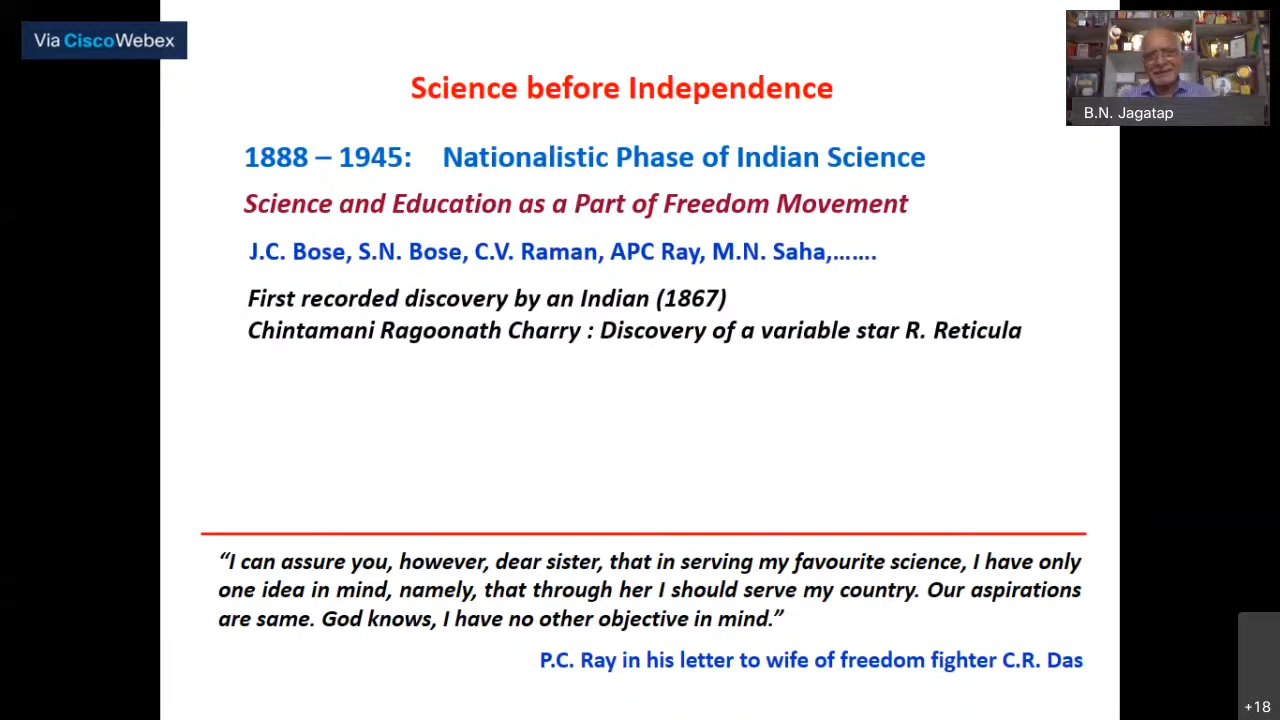 Via CiscoWebex
B.N. Jagatap
Science before Independence
1888 – 1945: Nationalistic Phase of Indian Science
Science and Education as a Part of Freedom Movement
J.C. Bose, S.N. Bose, C.V. Raman, APC Ray, M.N. Saha,.......
First recorded discovery by an Indian (1867)
Chintamani Ragoonath Charry : Discovery of a variable star R. Reticula
“I can assure you, however, dear sister, that in serving my favourite science, I have only
one idea in mind, namely, that through her I should serve my country. Our aspirations
are same. God knows, I have no other objective in mind.”
P.C. Ray in his letter to wife of freedom fighter C.R. Das
+18